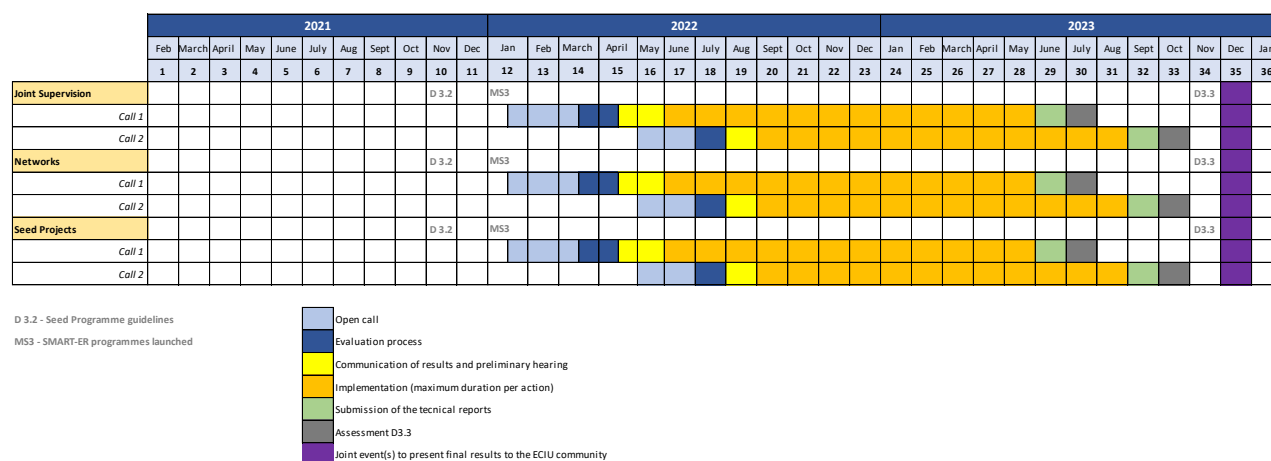 2021 2022 2023
Feb March April May June July Aug Sept Oct Nov Dec Jan Feb March April May June July Aug Sept Oct Nov Dec Jan Feb March April May June July Aug Sept Oct Nov Dec Jan
1 2 3 4 5 6 7 8 9 10 11 12 13 14 15 16 17 18 19 20 21 22 23 24 25 26 27 28 29 30 31 32 33 34 35 36
Joint Supervision D 3.2 MS3 D3.3
Call 1
Call 2
Networks D 3.2 MS3 D3.3
Call 1
Call 2
Seed Projects D 3.2 MS3 D3.3
Call 1
Call 2
D 3.2 - Seed Programme guidelines
MS3 - SMART-ER programmes launched
Open call
Evaluation process
Communication of results and preliminary hearing
Implementation (maximum duration per action)
Submission of the tecnical reports
Assessment D3.3
Joint event(s) to present final results to the ECIU community